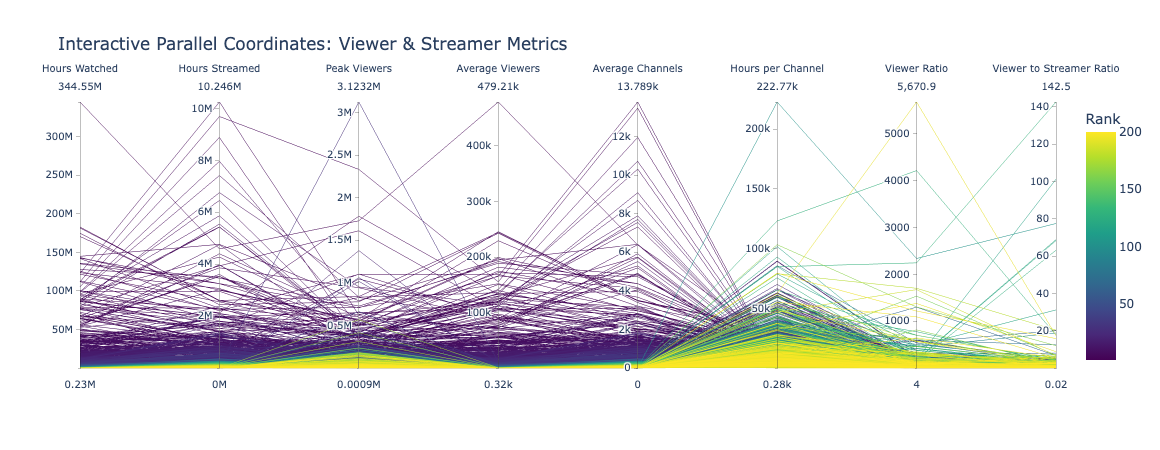 Interactive Parallel Coordinates: Viewer & Streamer Metrics
Hours Watched Hours Streamed Peak Viewers Average Viewers Average Channels Hours per Channel Viewer Ratio Viewer to Streamer Ratio
344.55M 10.246M 3.1232M 479.21k 13.789k 222.77k 5,670.9 142.5
300M
250M
200M
150M
100M
50M
10M
8M
6M
4M
2M
3M
2.5M
2M
1.5M
1M
0.5M
400k
300k
200k
100k
12k
10k
8k
6k
4k
2k
0
200k
150k
100k
50k
5000
4000
3000
2000
1000
140
120
100
80
60
40
20
0.23M 0M 0.0009M 0.32k 0 0.28k 4 0.02
Rank
200
150
100
50